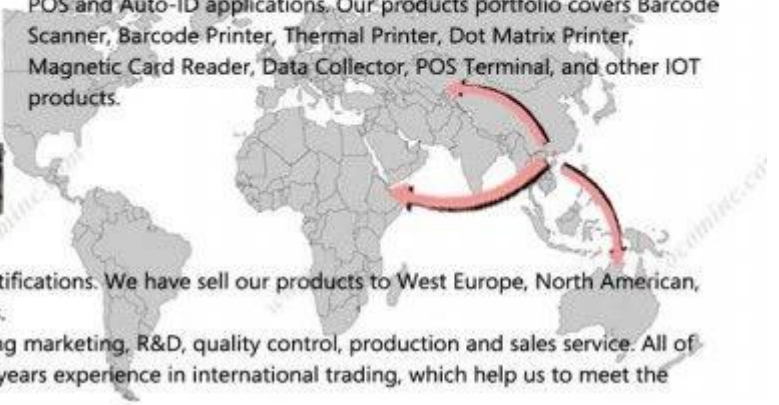 POS and Auto-ID applications. Our products portfolio covers Barcode
Scanner, Barcode Printer, Thermal Printer, Dot Matrix Printer,
Magnetic Card Reader, Data Collector, POS Terminal, and other IOT
products.
tifications. We have sell our products to West Europe, North American,
ng marketing, R&D, quality control, production and sales service. All of
years experience in international trading, which help us to meet the